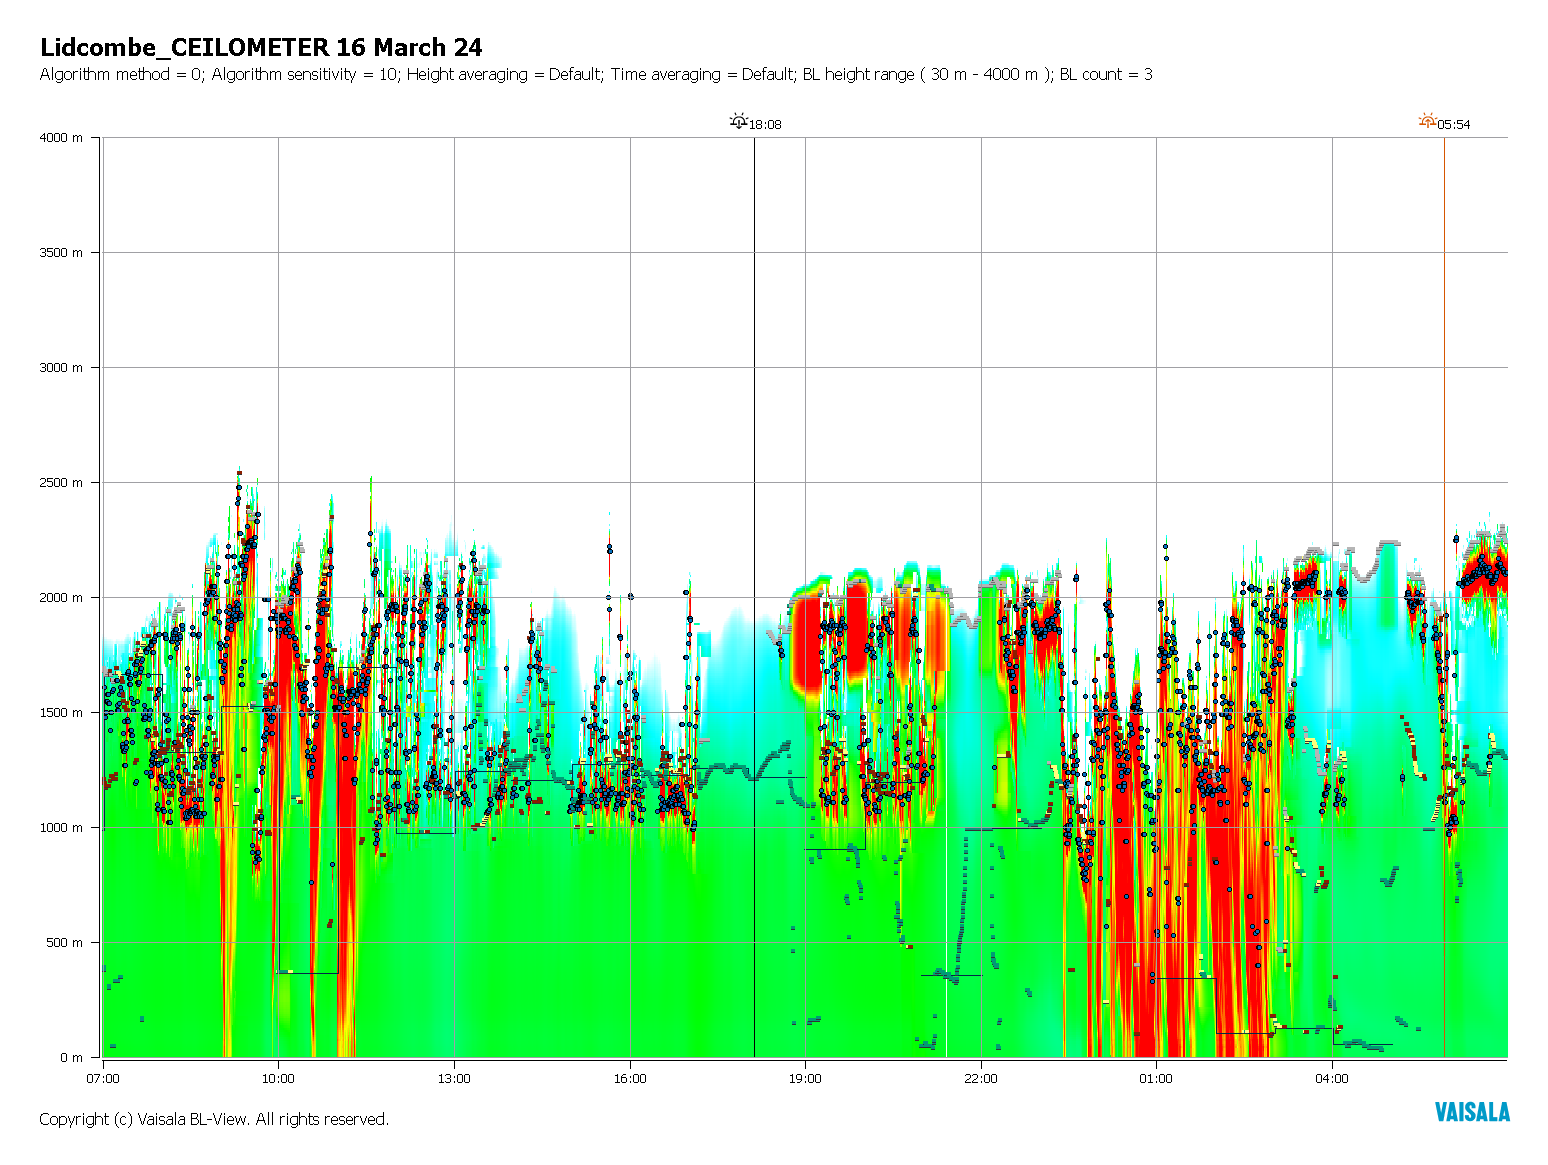 Lidcombe_CEILOMETER 16 March 24
Algorithm method = 0; Algorithm sensitivity = 10; Height averaging = Default; Time averaging = Default; BL height range ( 30 m - 4000 m ); BL count = 3
18:08
05:54
4000 m
3500 m
3000 m
2500 m
2000 m
1500 m
1000 m
500 m
0 m
07:00
10:00
13:00
16:00
19:00
22:00
01:00
04:00
Copyright (c) Vaisala BL-View. All rights reserved.
VAISALA